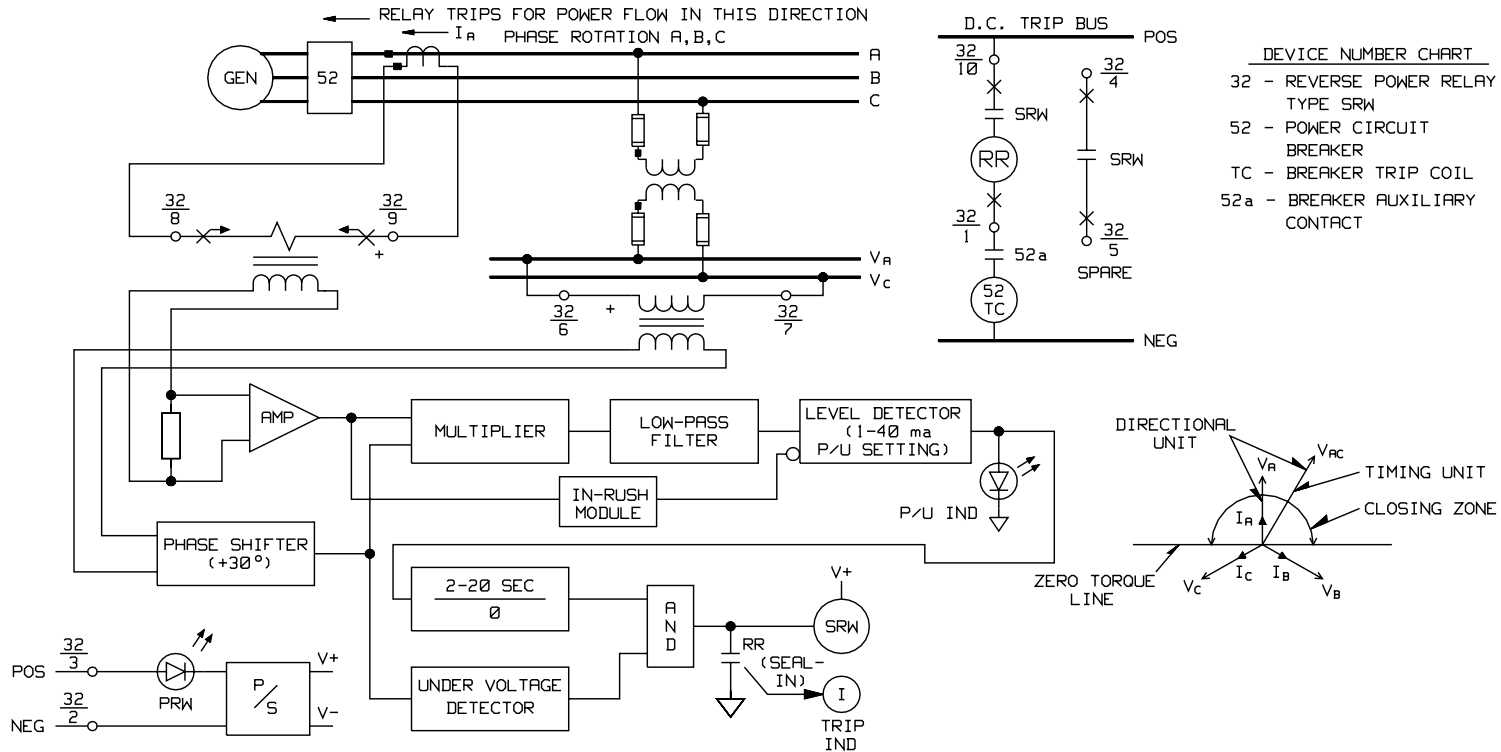 RELAY TRIPS FOR POWER FLOW IN THIS DIRECTION
IA
PHASE ROTATION A,B,C
GEN
52
A
B
C
32
8
32
9
+
VA
VC
32
6
+
32
7
D.C. TRIP BUS
POS
32
10
SRW
RR
32
1
52a
52
TC
NEG
32
4
SRW
32
5
SPARE
DEVICE NUMBER CHART
32 - REVERSE POWER RELAY
TYPE SRW
52 - POWER CIRCUIT
BREAKER
TC - BREAKER TRIP COIL
52a - BREAKER AUXILIARY
CONTACT
AMP
MULTIPLIER
LOW-PASS
FILTER
LEVEL DETECTOR
(1-40 ma
P/U SETTING)
IN-RUSH
MODULE
P/U IND
PHASE SHIFTER
(+30°)
2-20 SEC
0
AND
V+
SRW
RR
(SEAL-
IN)
I
TRIP
IND
UNDER VOLTAGE
DETECTOR
POS
32
3
PRW
NEG
32
2
P/S
V+
V-
DIRECTIONAL
UNIT
VA
VAC
TIMING UNIT
CLOSING ZONE
IA
IC
IB
VC
VB
ZERO TORQUE
LINE